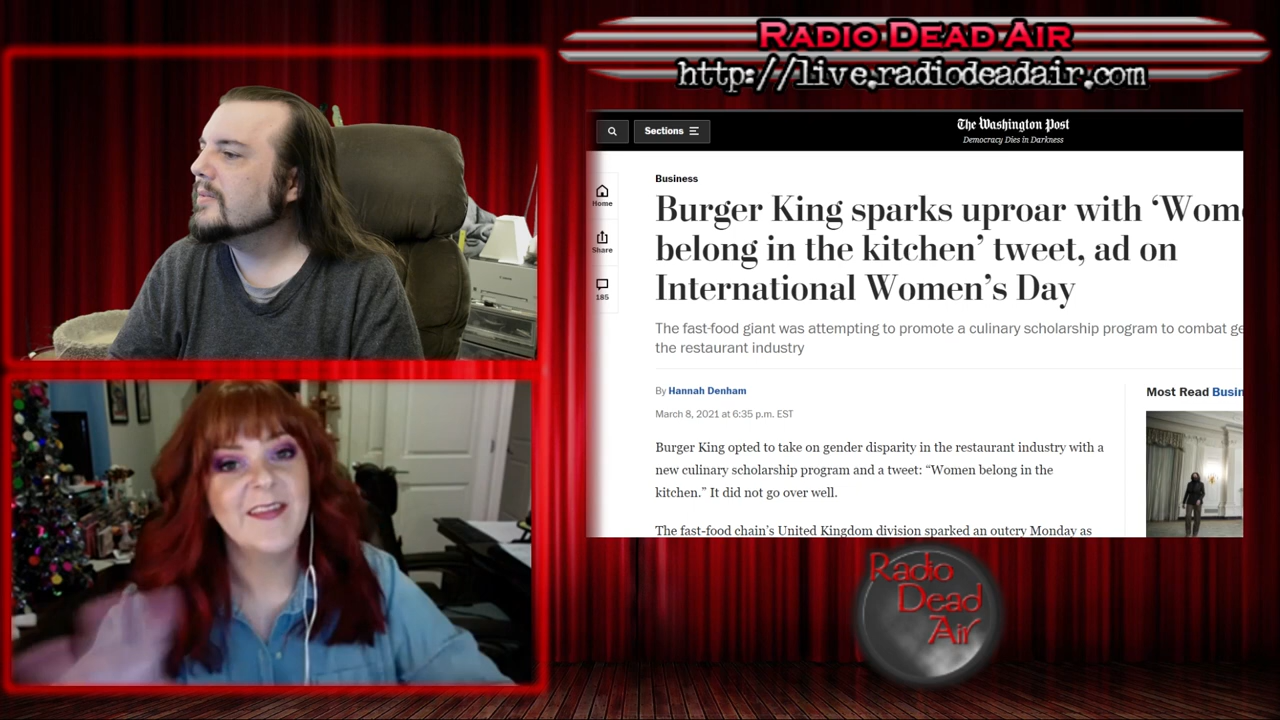 RADIO DEAD AIR
http://live.radiodeadair.com
Sections
The Washington Post
Democracy Dies in Darkness
Home
Share
185
Business
Burger King sparks uproar with ‘Wom
belong in the kitchen’ tweet, ad on
International Women’s Day
The fast-food giant was attempting to promote a culinary scholarship program to combat ge
the restaurant industry
By Hannah Denham
March 8, 2021 at 6:35 p.m. EST
Most Read Busin
Burger King opted to take on gender disparity in the restaurant industry with a
new culinary scholarship program and a tweet: “Women belong in the
kitchen.” It did not go over well.
The fast-food chain’s United Kingdom division sparked an outcry Monday as
Radio
Dead
Air